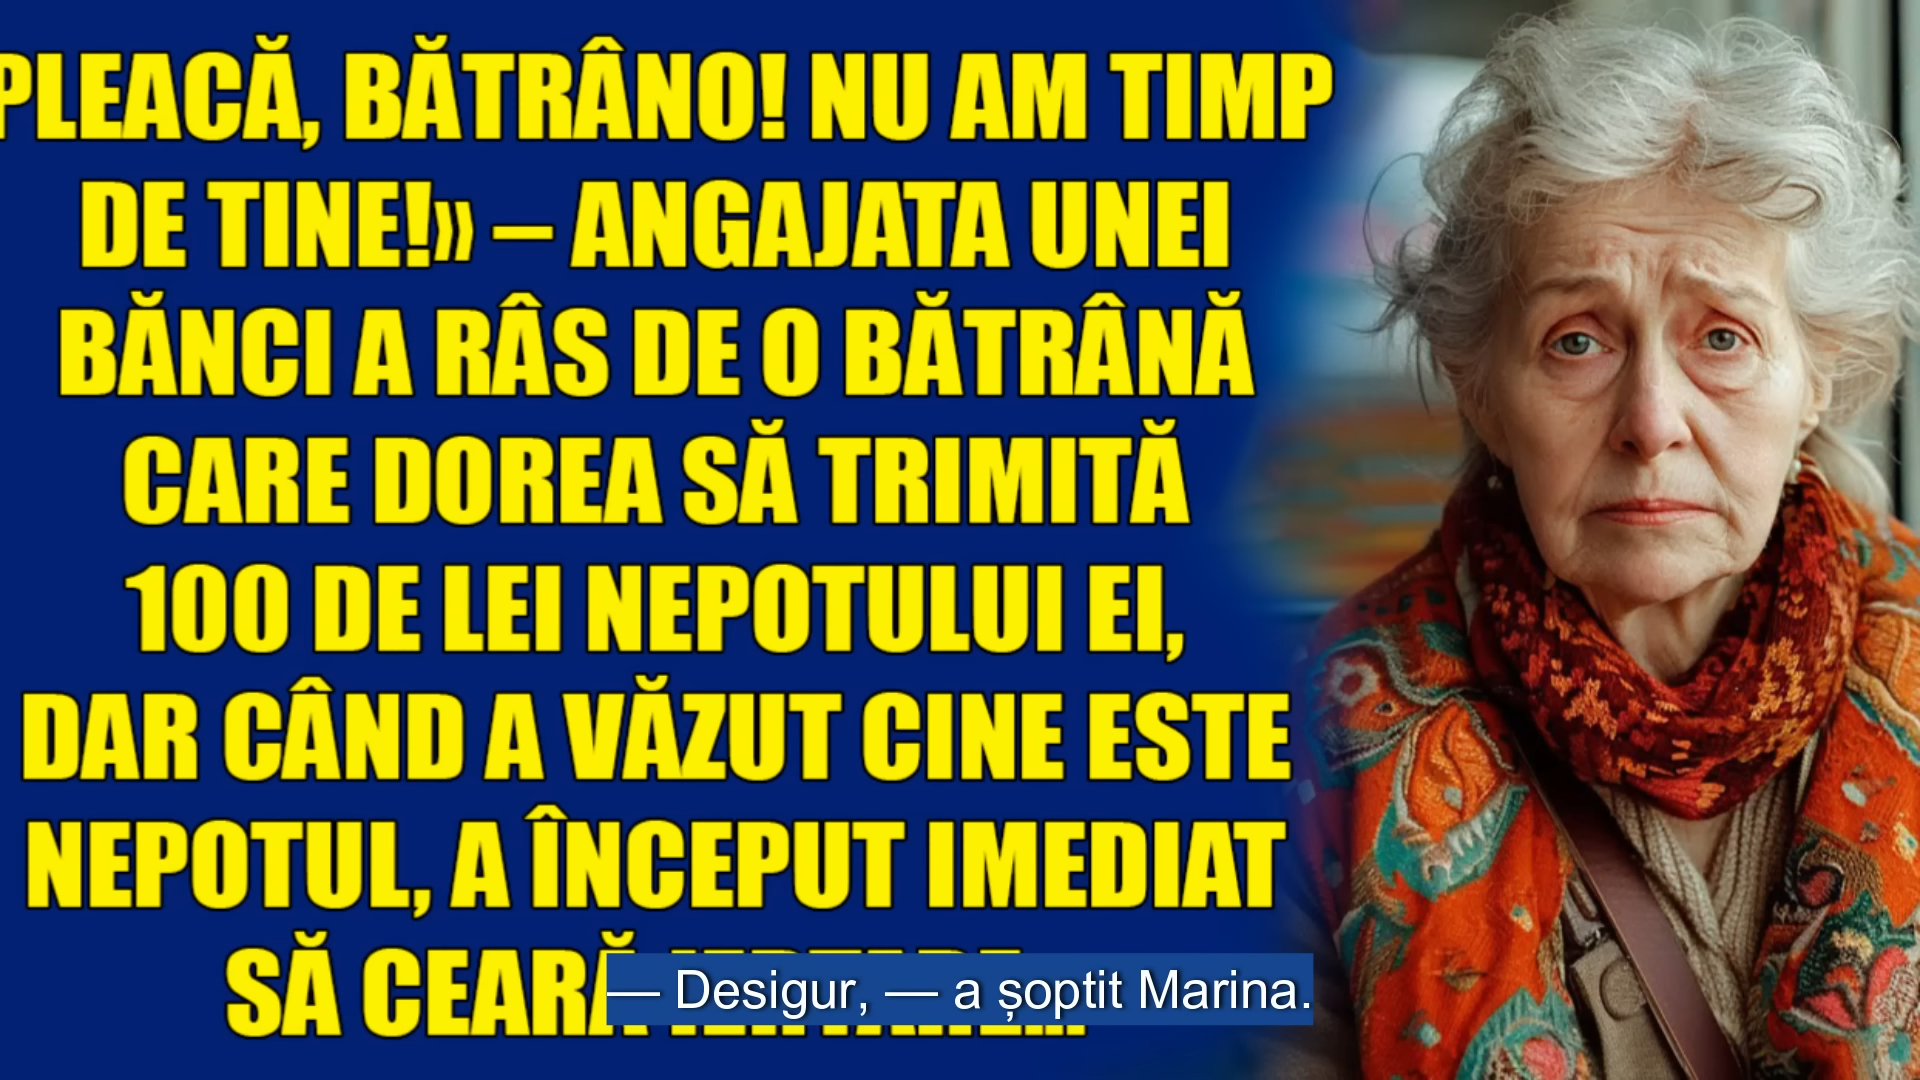 PLEACĂ, BĂTRÂNO! NU AM TIMP
DE TINE!» – ANGAJATA UNEI
BĂNCI A RÂS DE O BĂTRÂNĂ
CARE DOREA SĂ TRIMITĂ
100 DE LEI NEPOTULUI EI,
DAR CÂND A VĂZUT CINE ESTE
NEPOTUL, A ÎNCEPUT IMEDIAT
SĂ CEARĂ
— Desigur, — a șoptit Marina.